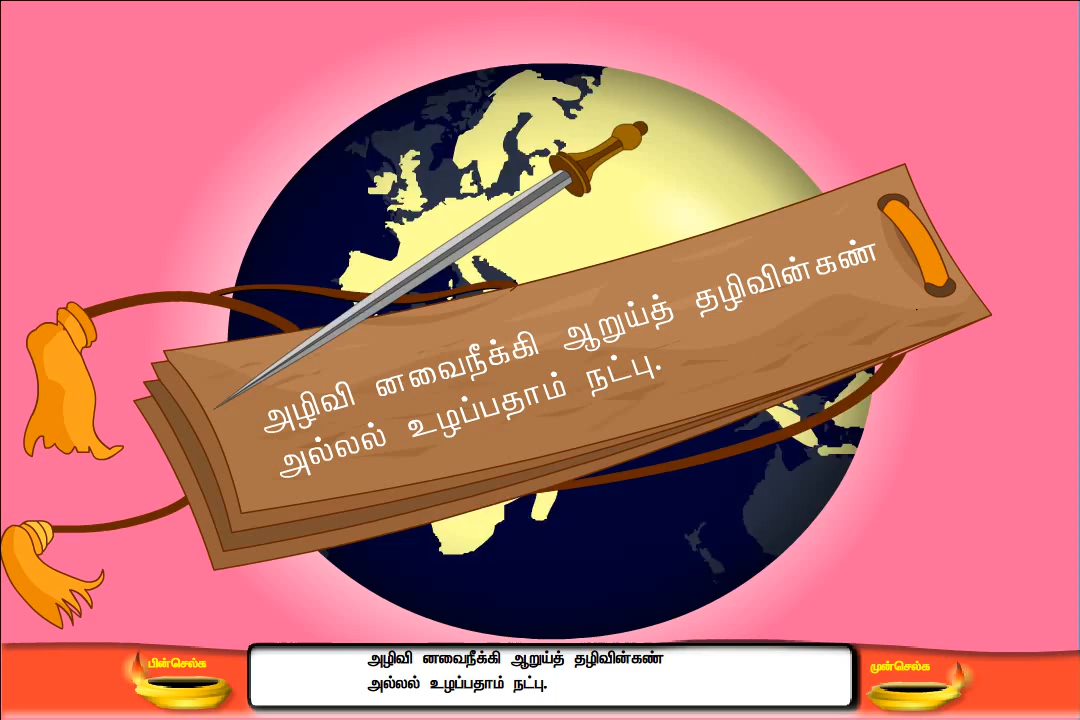 அழிவி னவைநீக்கி ஆறுய்த் தழிவின்கண்
அல்லல் உழப்பதாம் நட்பு.
பின்செல்க
அழிவி னவைநீக்கி ஆறுய்த் தழிவின்கண்
அல்லல் உழப்பதாம் நட்பு.
முன்செல்க